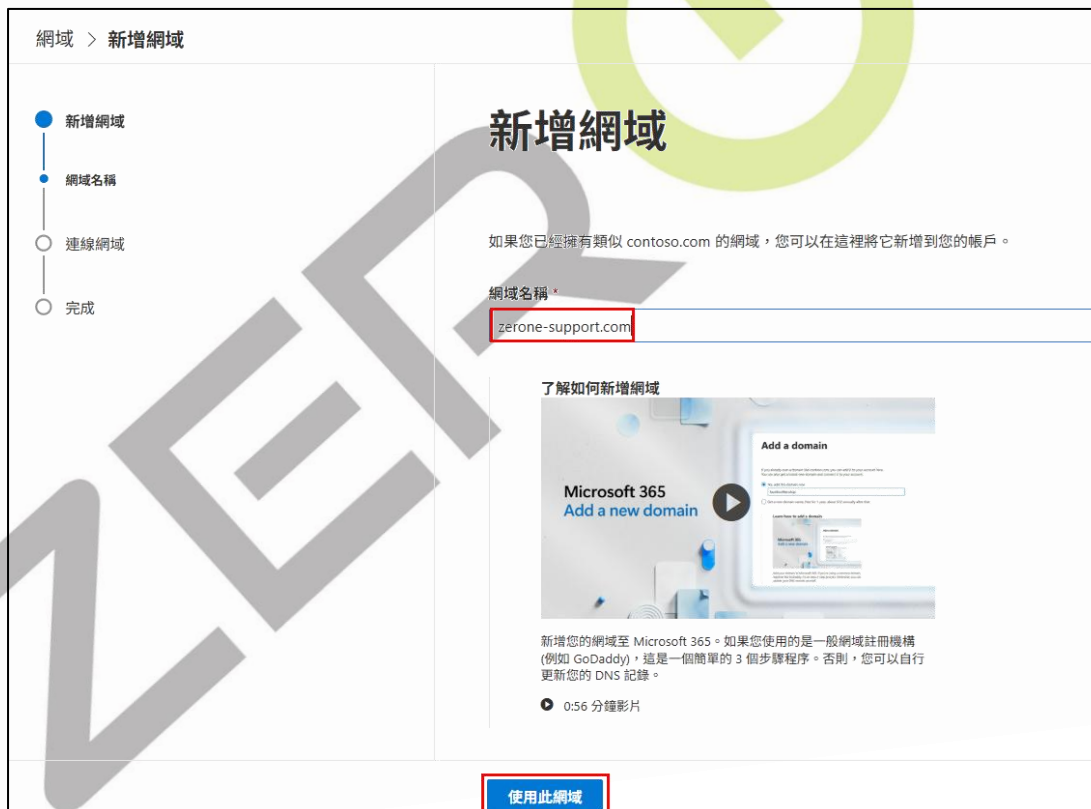 網域 > 新增網域
新增網域
網域名稱
連線網域
完成
新增網域
如果您已經擁有類似 contoso.com 的網域，您可以在這裡將它新增到您的帳戶。
網域名稱 *
zerone-support.com
了解如何新增網域
Microsoft 365
Add a new domain
Add a domain
新增您的網域至 Microsoft 365。如果您使用的是一般網域註冊機構
(例如 GoDaddy)，這是一個簡單的 3 個步驟程序。否則，您可以自行
更新您的 DNS 記錄。
0:56 分鐘影片
使用此網域
ZERO